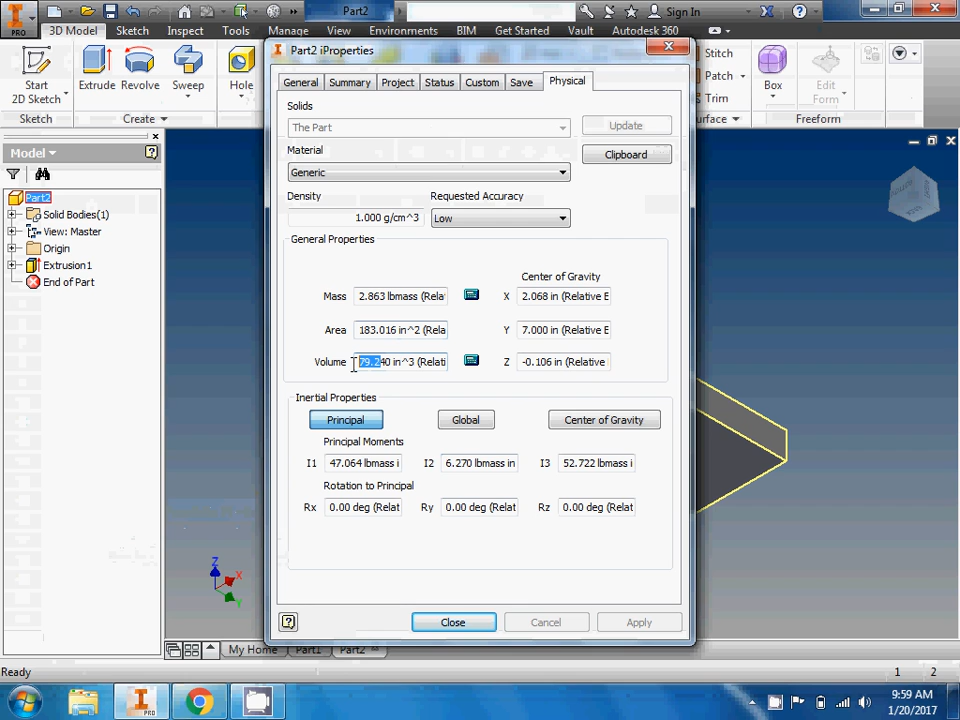 Part2
Sign In
PRO
3D Model
Sketch
Inspect
Tools
Manage
View
Environments
BIM
Get Started
Vault
Autodesk 360
Start
2D Sketch
Extrude
Revolve
Sweep
Hole
Stitch
Patch
Trim
Box
Edit
Form
Sketch
Create
Freeform
Model
Part2
Solid Bodies(1)
View: Master
Origin
Extrusion1
End of Part
Part2 iProperties
General
Summary
Project
Status
Custom
Save
Physical
Solids
The Part
Update
Material
Clipboard
Generic
Density
Requested Accuracy
1.000 g/cm^3
Low
General Properties
Center of Gravity
Mass
2.863 lbmass (Rela
X
2.068 in (Relative E
Area
183.016 in^2 (Rela
Y
7.000 in (Relative E
Volume
79.240 in^3 (Relati
Z
-0.106 in (Relative
Inertial Properties
Principal
Global
Center of Gravity
Principal Moments
I1
47.064 lbmass i
I2
6.270 lbmass in
I3
52.722 lbmass i
Rotation to Principal
Rx
0.00 deg (Relat
Ry
0.00 deg (Relat
Rz
0.00 deg (Relat
Close
Cancel
Apply
Z
X
Y
My Home
Part1
Part2
Ready
1
2
PRO
9:59 AM
1/20/2017